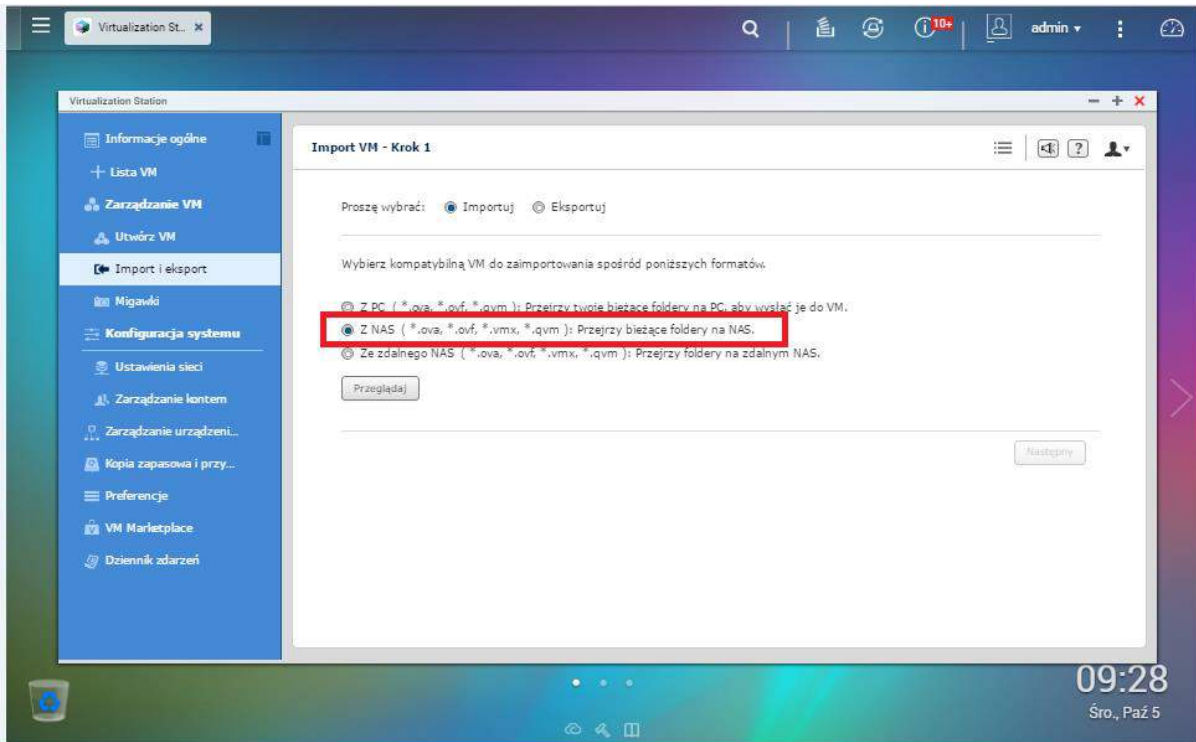 Virtualization St..
10+
admin
Virtualization Station
Informacje ogólne
Lista VM
Zarządzanie VM
Utwórz VM
Import i eksport
Migawki
Konfiguracja systemu
Ustawienia sieci
Zarządzanie kontem
Zarządzanie urządzeni...
Kopia zapasowa i przy...
Preferencje
VM Marketplace
Dziennik zdarzeń
Import VM - Krok 1
Proszę wybrać: Importuj Eksportuj
Wybierz kompatybilną VM do zaimportowania spośród poniższych formatów.
Z PC ( *.ova, *.ovf, *.qvm ): Przejrzy twoje bieżące foldery na PC, aby wysłać je do VM.
Z NAS ( *.ova, *.ovf, *.vmx, *.qvm ): Przejrzy bieżące foldery na NAS.
Ze zdalnego NAS ( *.ova, *.ovf, *.vmx, *.qvm ): Przejrzy foldery na zdalnym NAS.
Przeglądaj
Następny
09:28
Śro., Paź 5